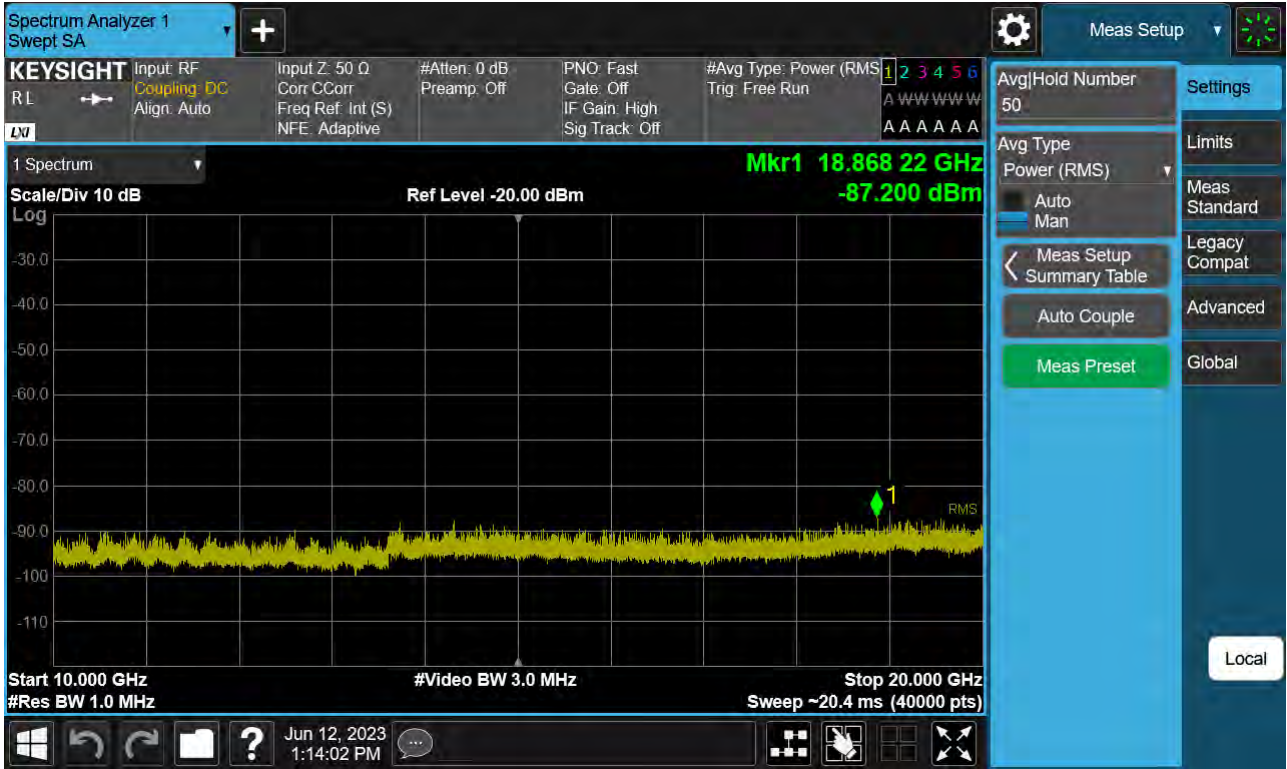 Spectrum Analyzer 1
Swept SA
Meas Setup
KEYSIGHT
RL
LXI
Input: RF
Coupling: DC
Align: Auto
Input Z: 50 Ω
Corr CCorr
Freq Ref: Int (S)
NFE: Adaptive
#Atten: 0 dB
Preamp: Off
PNO: Fast
Gate: Off
IF Gain: High
Sig Track: Off
#Avg Type: Power (RMS
Trig: Free Run
1 2 3 4 5 6
A W W W W W
A A A A A A
1 Spectrum
Scale/Div 10 dB
Log
Ref Level -20.00 dBm
Mkr1 18.868 22 GHz
-87.200 dBm
-30.0
-40.0
-50.0
-60.0
-70.0
-80.0
-90.0
-100
-110
1
RMS
Start 10.000 GHz
#Res BW 1.0 MHz
#Video BW 3.0 MHz
Stop 20.000 GHz
Sweep ~20.4 ms (40000 pts)
Avg|Hold Number
50
Avg Type
Power (RMS)
Auto
Man
Meas Setup
Summary Table
Auto Couple
Meas Preset
Settings
Limits
Meas
Standard
Legacy
Compat
Advanced
Global
Local
?
Jun 12, 2023
1:14:02 PM